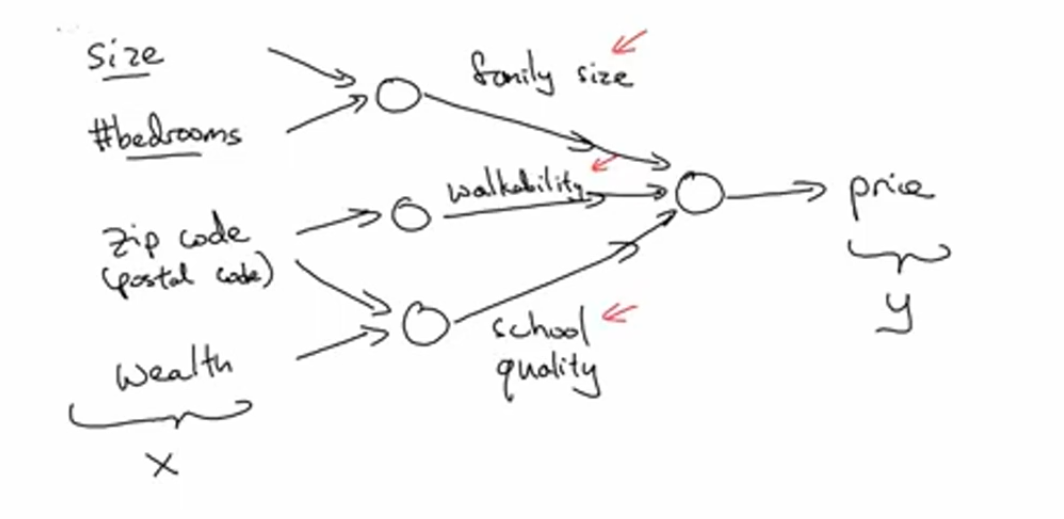 size
family size
#bedrooms
walkability
price
zip code
(postal code)
y
school
quality
wealth
x